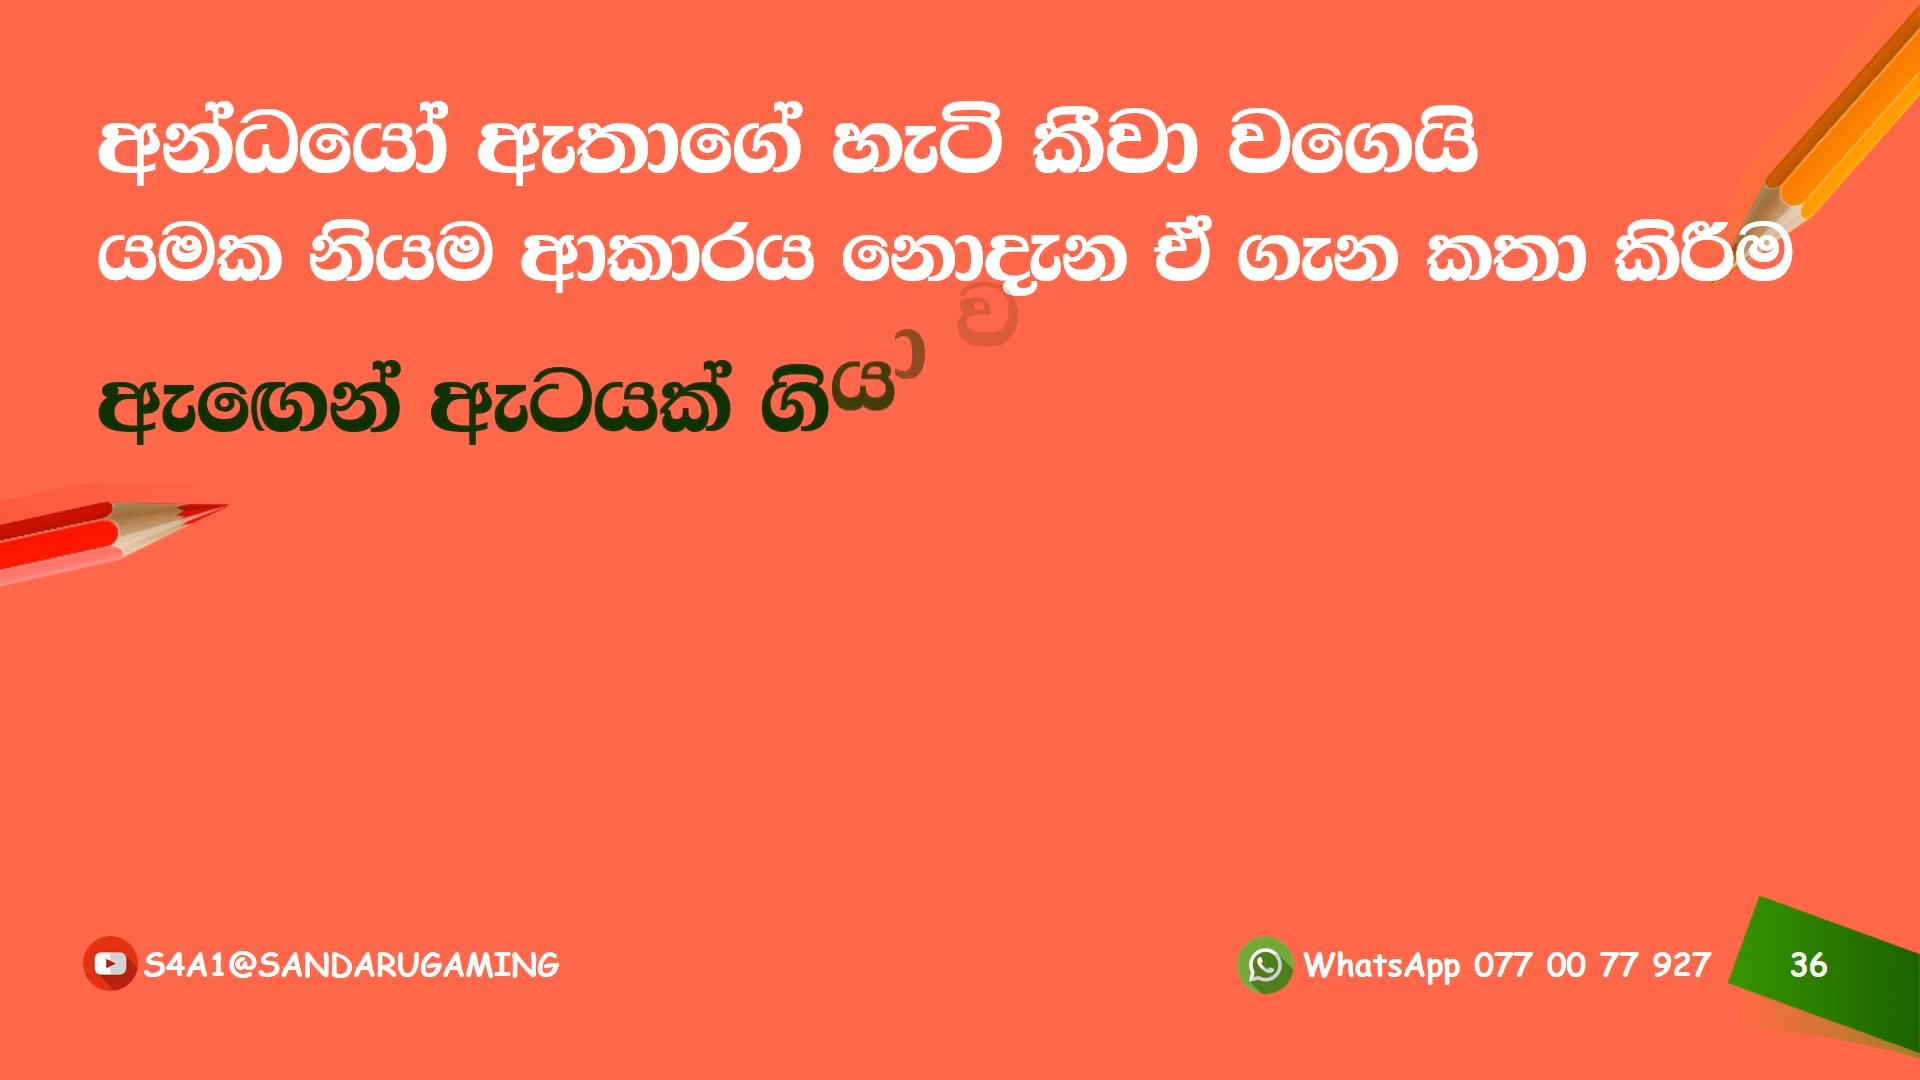 අන්ධයෝ ඇතාගේ හැටි කීවා වගෙයි
යමක නියම ආකාරය නොදැන ඒ ගැන කතා කිරීම
ඇඟෙන් ඇටයක් ගියා ව
S4A1@SANDARUGAMING
WhatsApp 077 00 77 927
36